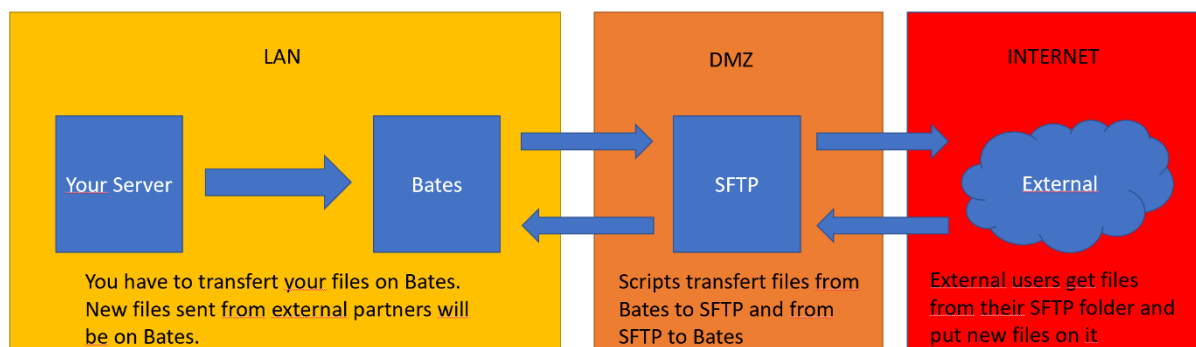 LAN
DMZ
INTERNET
Your Server
Bates
SFTP
External
You have to transfert your files on Bates.
New files sent from external partners will
be on Bates.
Scripts transfert files from
Bates to SFTP and from
SFTP to Bates
External users get files
from their SFTP folder and
put new files on it